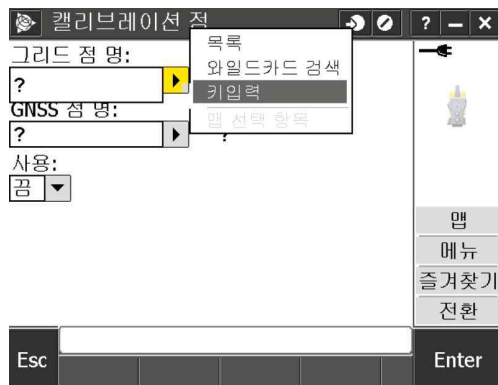 캘리브레이션 점
? – ×
그리드 점 명:
?
GNSS 점 명:
?
?
사용:
끔
목록
와일드카드 검색
키입력
맵 선택 항목
맵
메뉴
즐겨찾기
전환
Esc
Enter